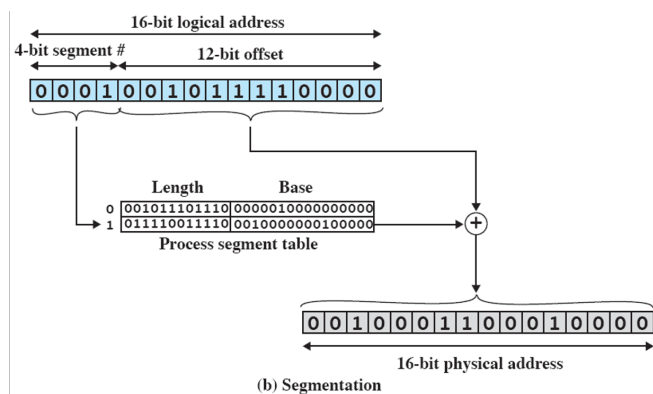 16-bit logical address
4-bit segment #
12-bit offset
0 0 0 1 0 0 1 0 1 1 1 1 0 0 0 0
Length Base
0 001011101110 0000010000000000
1 011110011110 0010000000100000
+
Process segment table
0 0 1 0 0 0 1 1 0 0 0 1 0 0 0 0
16-bit physical address
(b) Segmentation